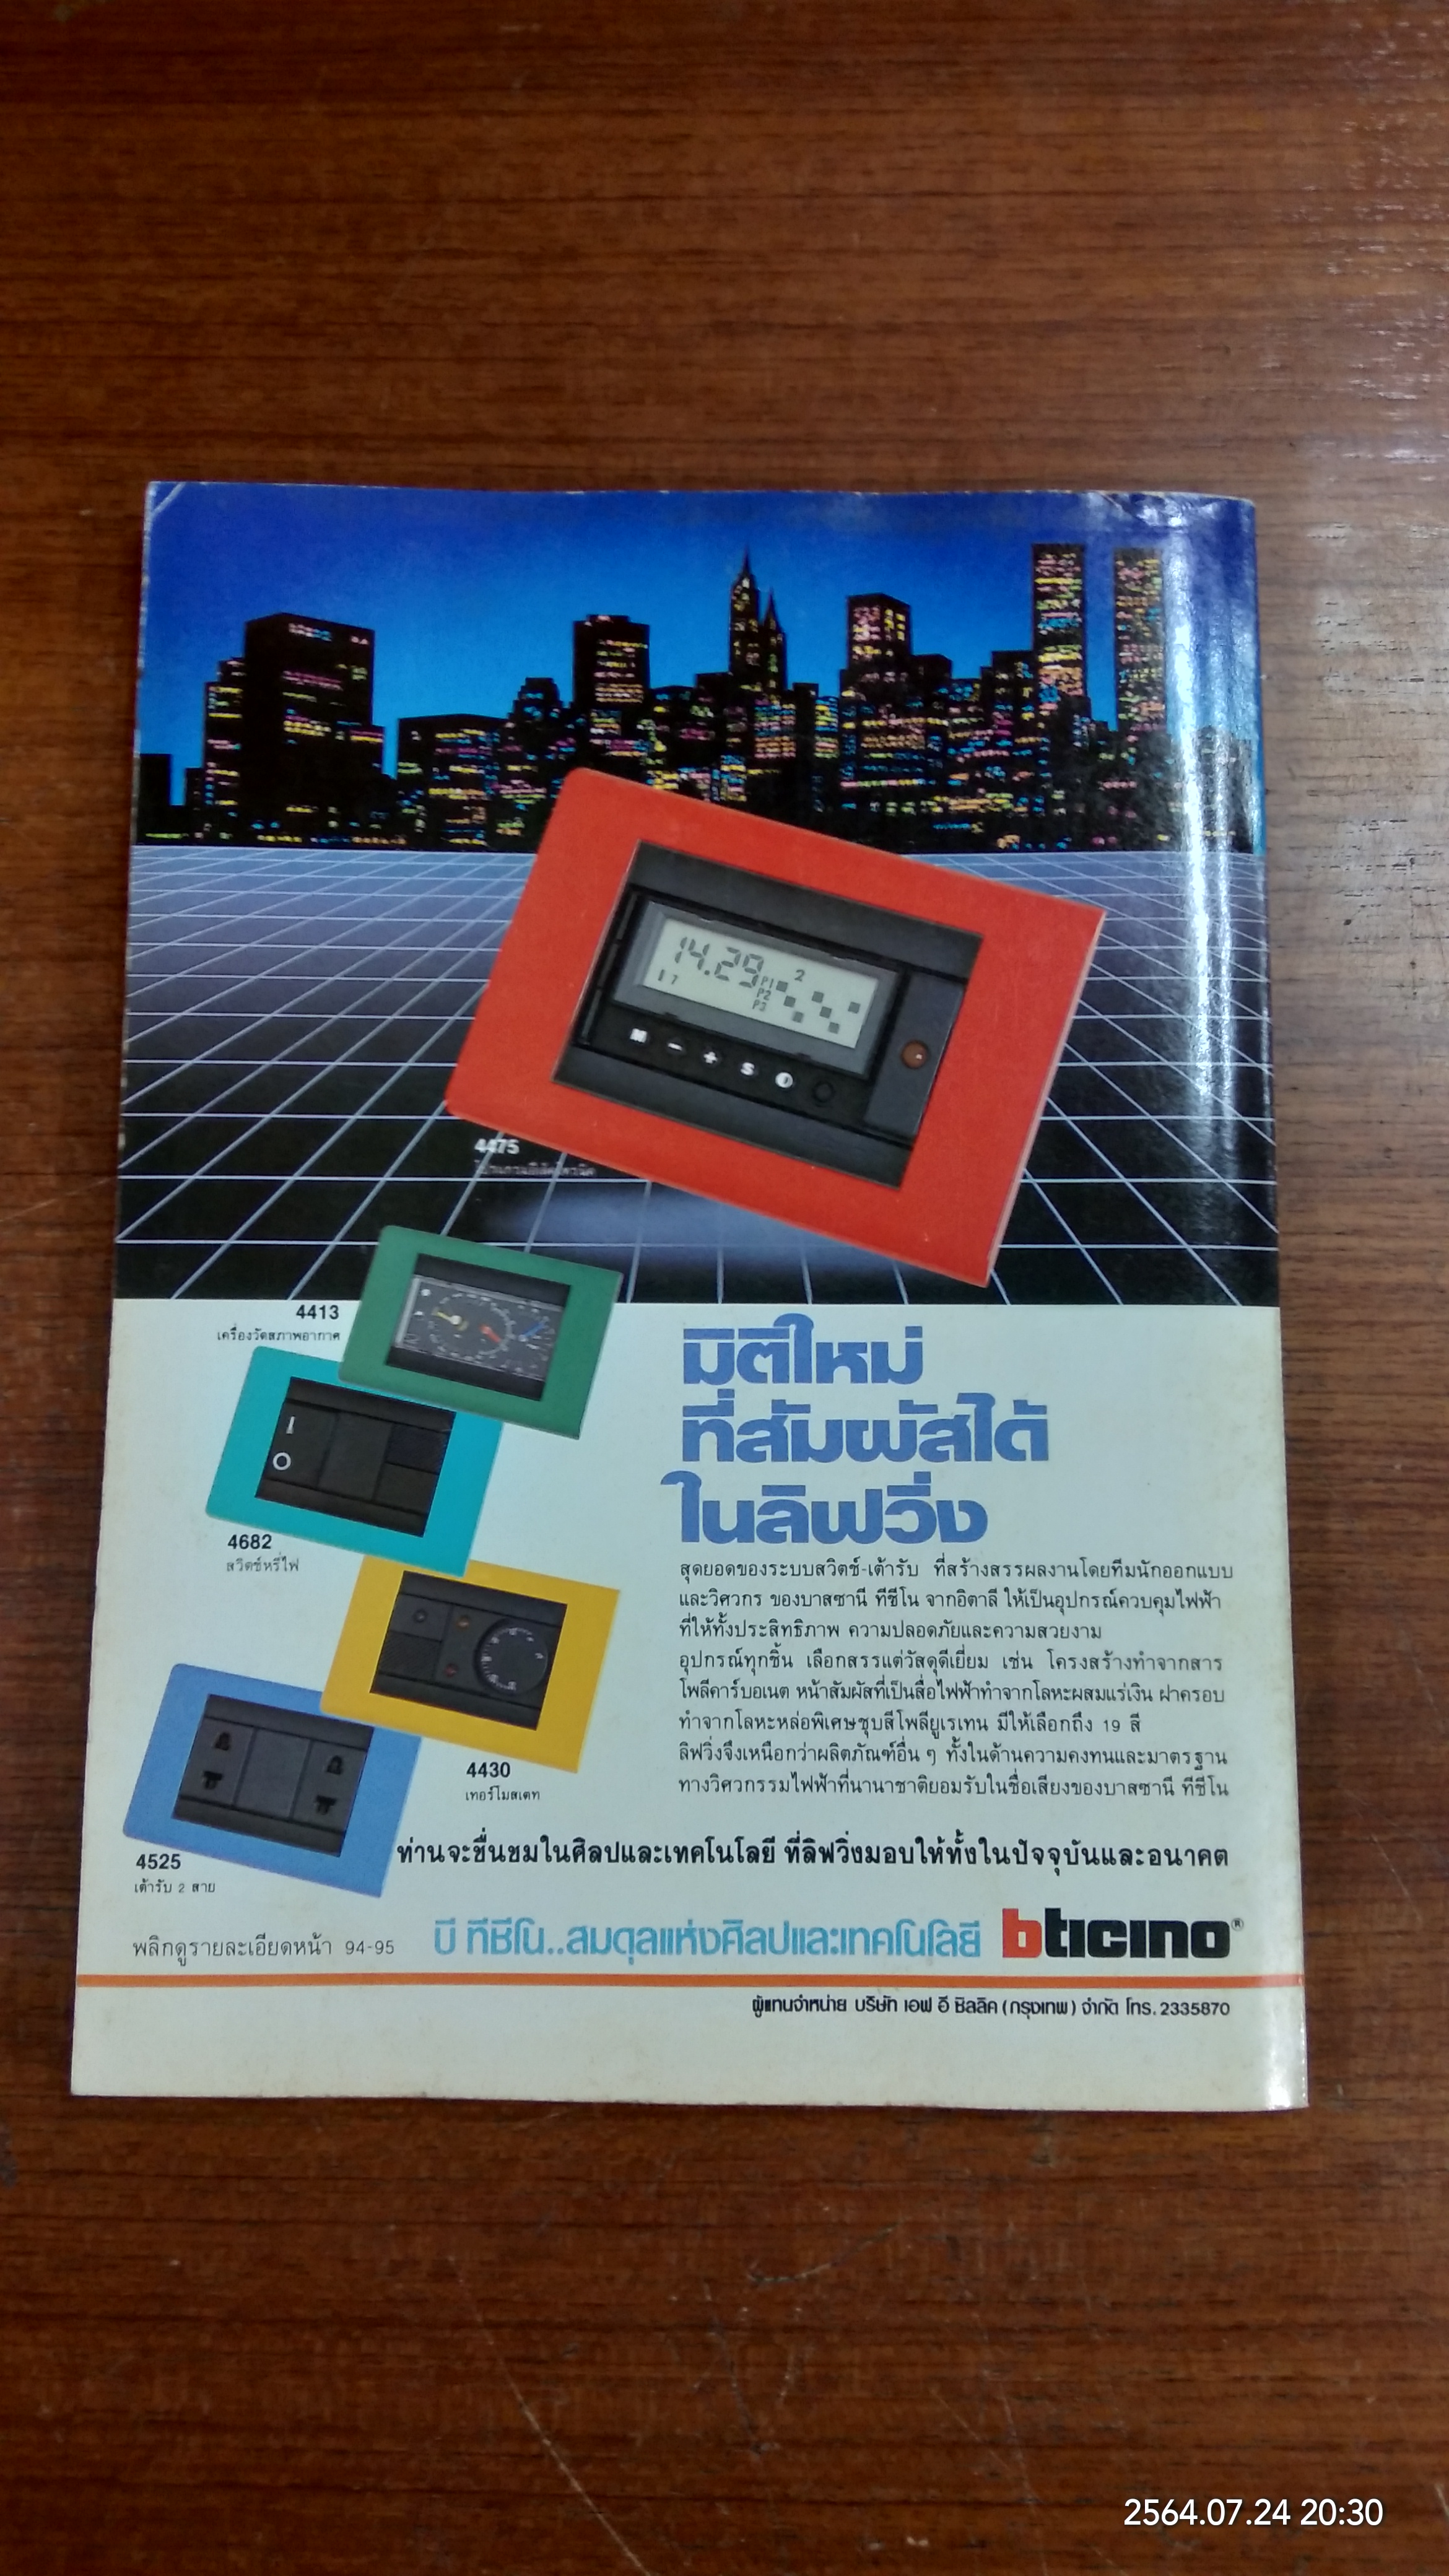 14.29
2
P1
P2
P3
1 7
M - + S
4475
4413
เครื่องวัดสภาพอากาศ
I
O
4682
สวิตช์หรี่ไฟ
4430
เทอร์โมสเตท
4525
เต้ารับ 2 สาย
มิติใหม่
ที่สัมผัสได้
ในลิฟวิ่ง
สุดยอดของระบบสวิตช์-เต้ารับ ที่สร้างสรรผลงานโดยทีมนักออกแบบ
และวิศวกร ของบาสซานี ทีชีโน จากอิตาลี ให้เป็นอุปกรณ์ควบคุมไฟฟ้า
ที่ให้ทั้งประสิทธิภาพ ความปลอดภัยและความสวยงาม
อุปกรณ์ทุกชิ้น เลือกสรรแต่วัสดุดีเยี่ยม เช่น โครงสร้างทำจากสาร
โพลีคาร์บอเนต หน้าสัมผัสที่เป็นสื่อไฟฟ้าทำจากโลหะผสมแร่เงิน ฝาครอบ
ทำจากโลหะหล่อพิเศษชุบสีโพลียูเรเทน มีให้เลือกถึง 19 สี
ลิฟวิ่งจึงเหนือกว่าผลิตภัณฑ์อื่น ๆ ทั้งในด้านความคงทนและมาตรฐาน
ทางวิศวกรรมไฟฟ้าที่นานาชาติยอมรับในชื่อเสียงของบาสซานี ทีชีโน
ท่านจะชื่นชมในศิลปและเทคโนโลยี ที่ลิฟวิ่งมอบให้ทั้งในปัจจุบันและอนาคต
พลิกดูรายละเอียดหน้า 94-95
บี ทีชีโน..สมดุลแห่งศิลปและเทคโนโลยี bticino®
ผู้แทนจำหน่าย บริษัท เอฟ อี ซิลลิค (กรุงเทพ) จำกัด โทร. 2335870
2564.07.24 20:30